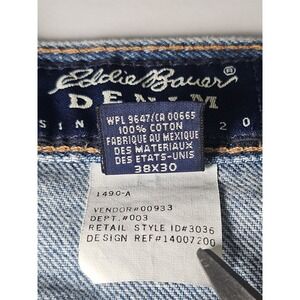 Eddie Bauer®
DENIM
SIN 20
WPL 9647/CA 00665
100% COTON
FABRIQUE AU MEXIQUE
DES MATERIAUX
DES ETATS-UNIS
38X30
1490-A
VENDOR#00933
DEPT.#003
RETAIL STYLE ID#3036
DESIGN REF#14007200